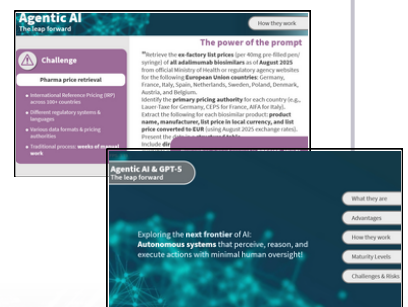 Agentic AI
The leap forward
How they work
The power of the prompt
Challenge
Pharma price retrieval
International Reference Pricing (IRP)
across 100+ countries
Different regulatory systems &
languages
Various data formats & pricing
authorities
Traditional process: weeks of manual
work
"Retrieve the ex-factory list prices (per 40mg pre-filled pen/
syringe) of all adalimumab biosimilars as of August 2025
from official Ministry of Health or regulatory agency websites
for the following European Union countries: Germany,
France, Italy, Spain, Netherlands, Sweden, Poland, Denmark,
Austria, and Belgium.
Identify the primary pricing authority for each country (e.g.,
Lauer-Taxe for Germany, CEPS for France, AIFA for Italy).
Extract the following for each biosimilar product: product
name, manufacturer, list price in local currency, and list
price converted to EUR (using August 2025 exchange rates).
Present the
Include
Agentic AI & GPT-5
The leap forward
Exploring the next frontier of AI:
Autonomous systems that perceive, reason, and
execute actions with minimal human oversight!
What they are
Advantages
How they work
Maturity Levels
Challenges & Risks